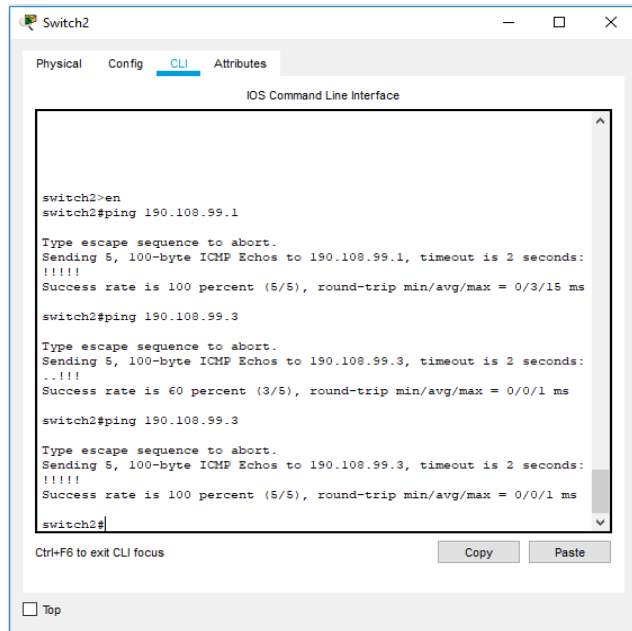 Switch2
Physical Config CLI Attributes
IOS Command Line Interface
switch2>en
switch2#ping 190.108.99.1
Type escape sequence to abort.
Sending 5, 100-byte ICMP Echos to 190.108.99.1, timeout is 2 seconds:
!!!!!
Success rate is 100 percent (5/5), round-trip min/avg/max = 0/3/15 ms
switch2#ping 190.108.99.3
Type escape sequence to abort.
Sending 5, 100-byte ICMP Echos to 190.108.99.3, timeout is 2 seconds:
..!!!
Success rate is 60 percent (3/5), round-trip min/avg/max = 0/0/1 ms
switch2#ping 190.108.99.3
Type escape sequence to abort.
Sending 5, 100-byte ICMP Echos to 190.108.99.3, timeout is 2 seconds:
!!!!!
Success rate is 100 percent (5/5), round-trip min/avg/max = 0/0/1 ms
switch2#
Ctrl+F6 to exit CLI focus Copy Paste
Top